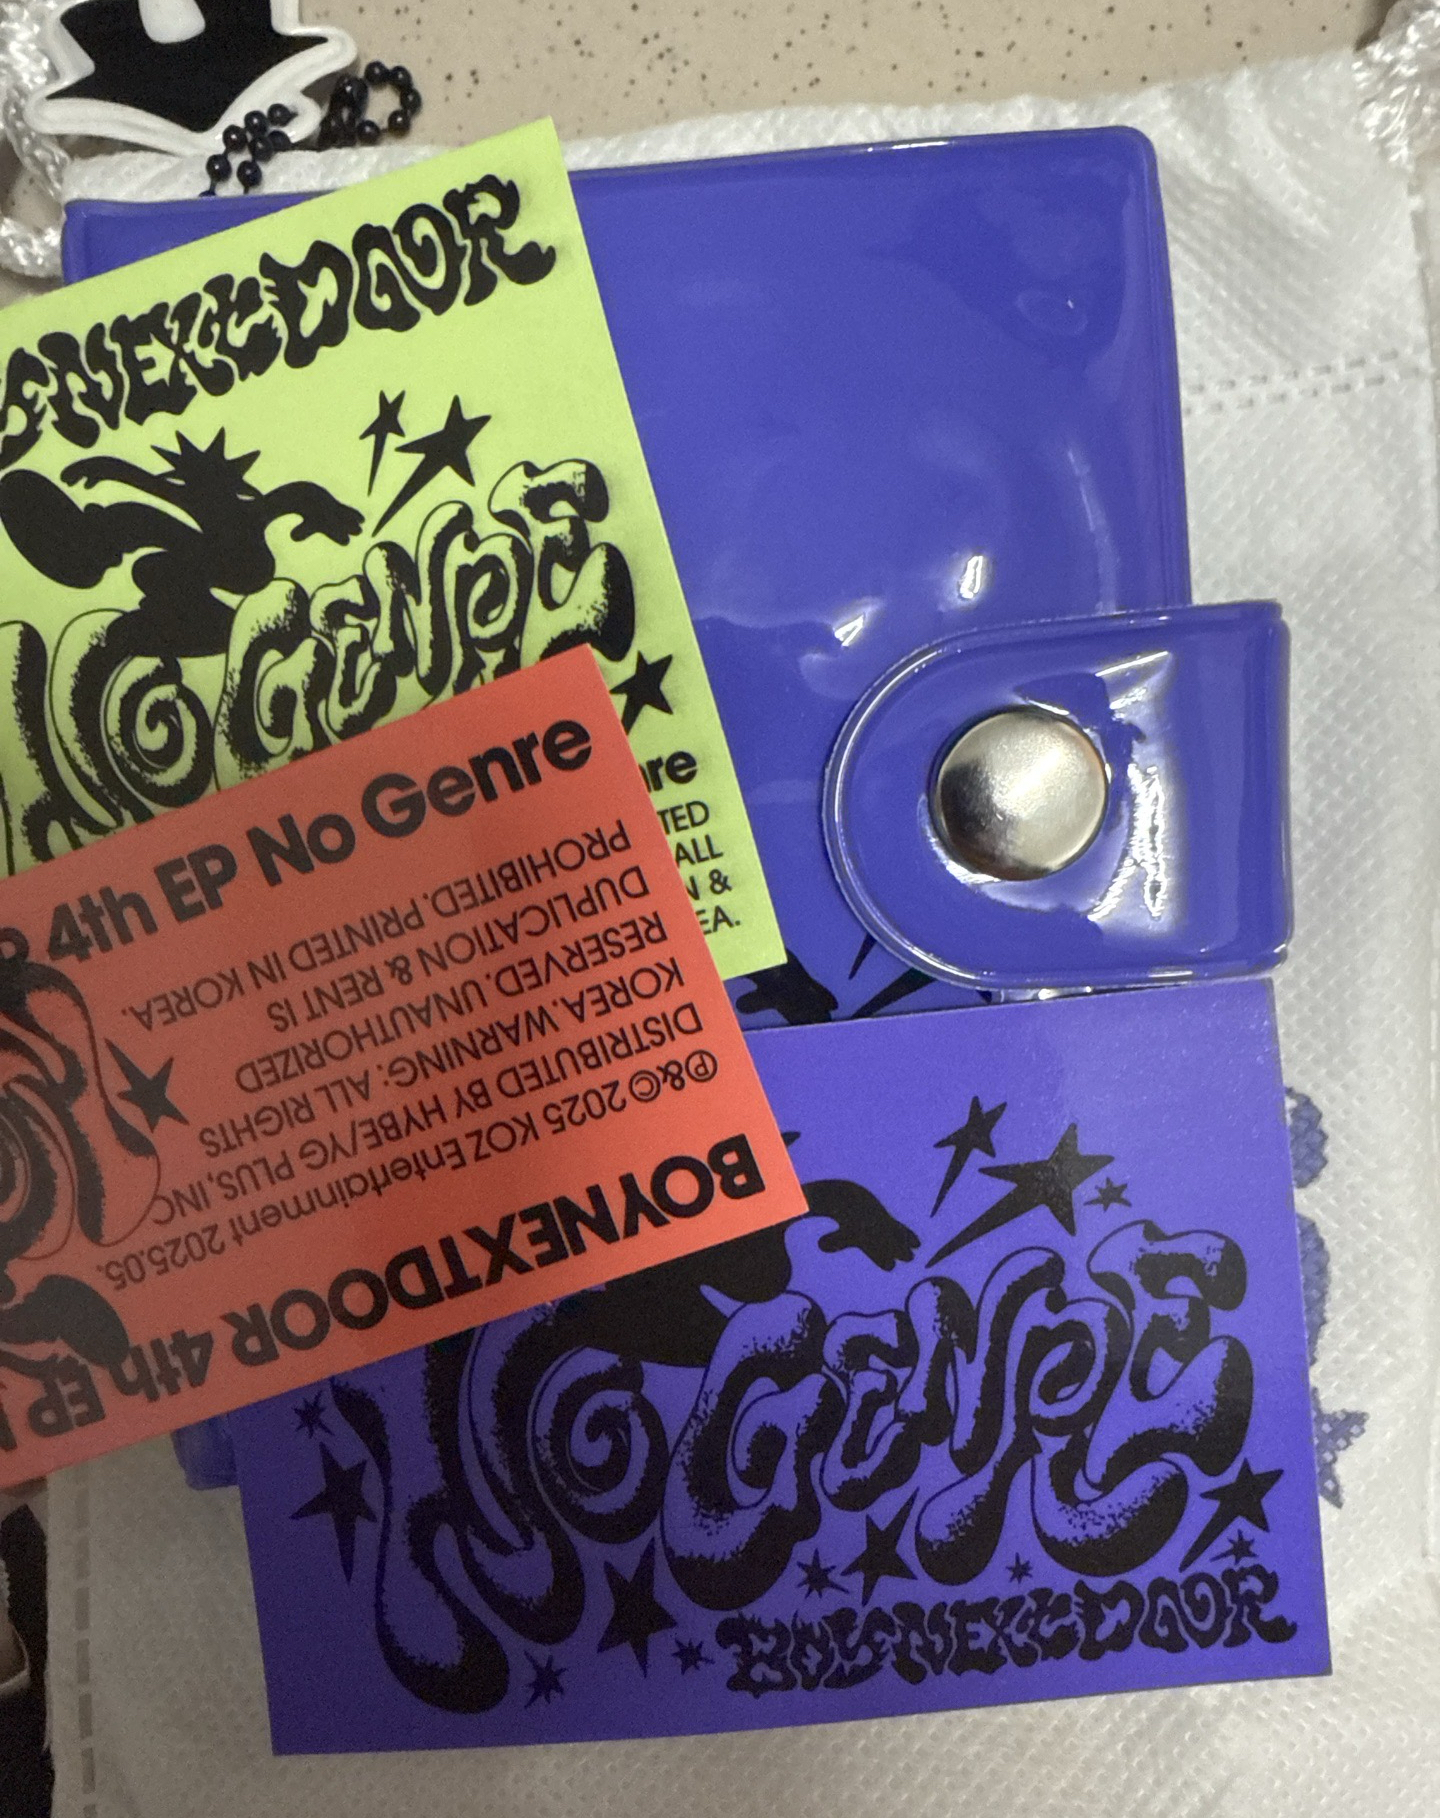 BOYNEXTDOOR
NO GENRE
4th EP No Genre
PROHIBITED. PRINTED IN KOREA.
DUPLICATION & RENT IS
RESERVED. UNAUTHORIZED
KOREA. WARNING: ALL RIGHTS
DISTRIBUTED BY HYBE/YG PLUS, INC.
℗&© 2025 KOZ Entertainment 2025.05.
BOYNEXTDOOR 4th EP
NO GENRE
BOYNEXTDOOR